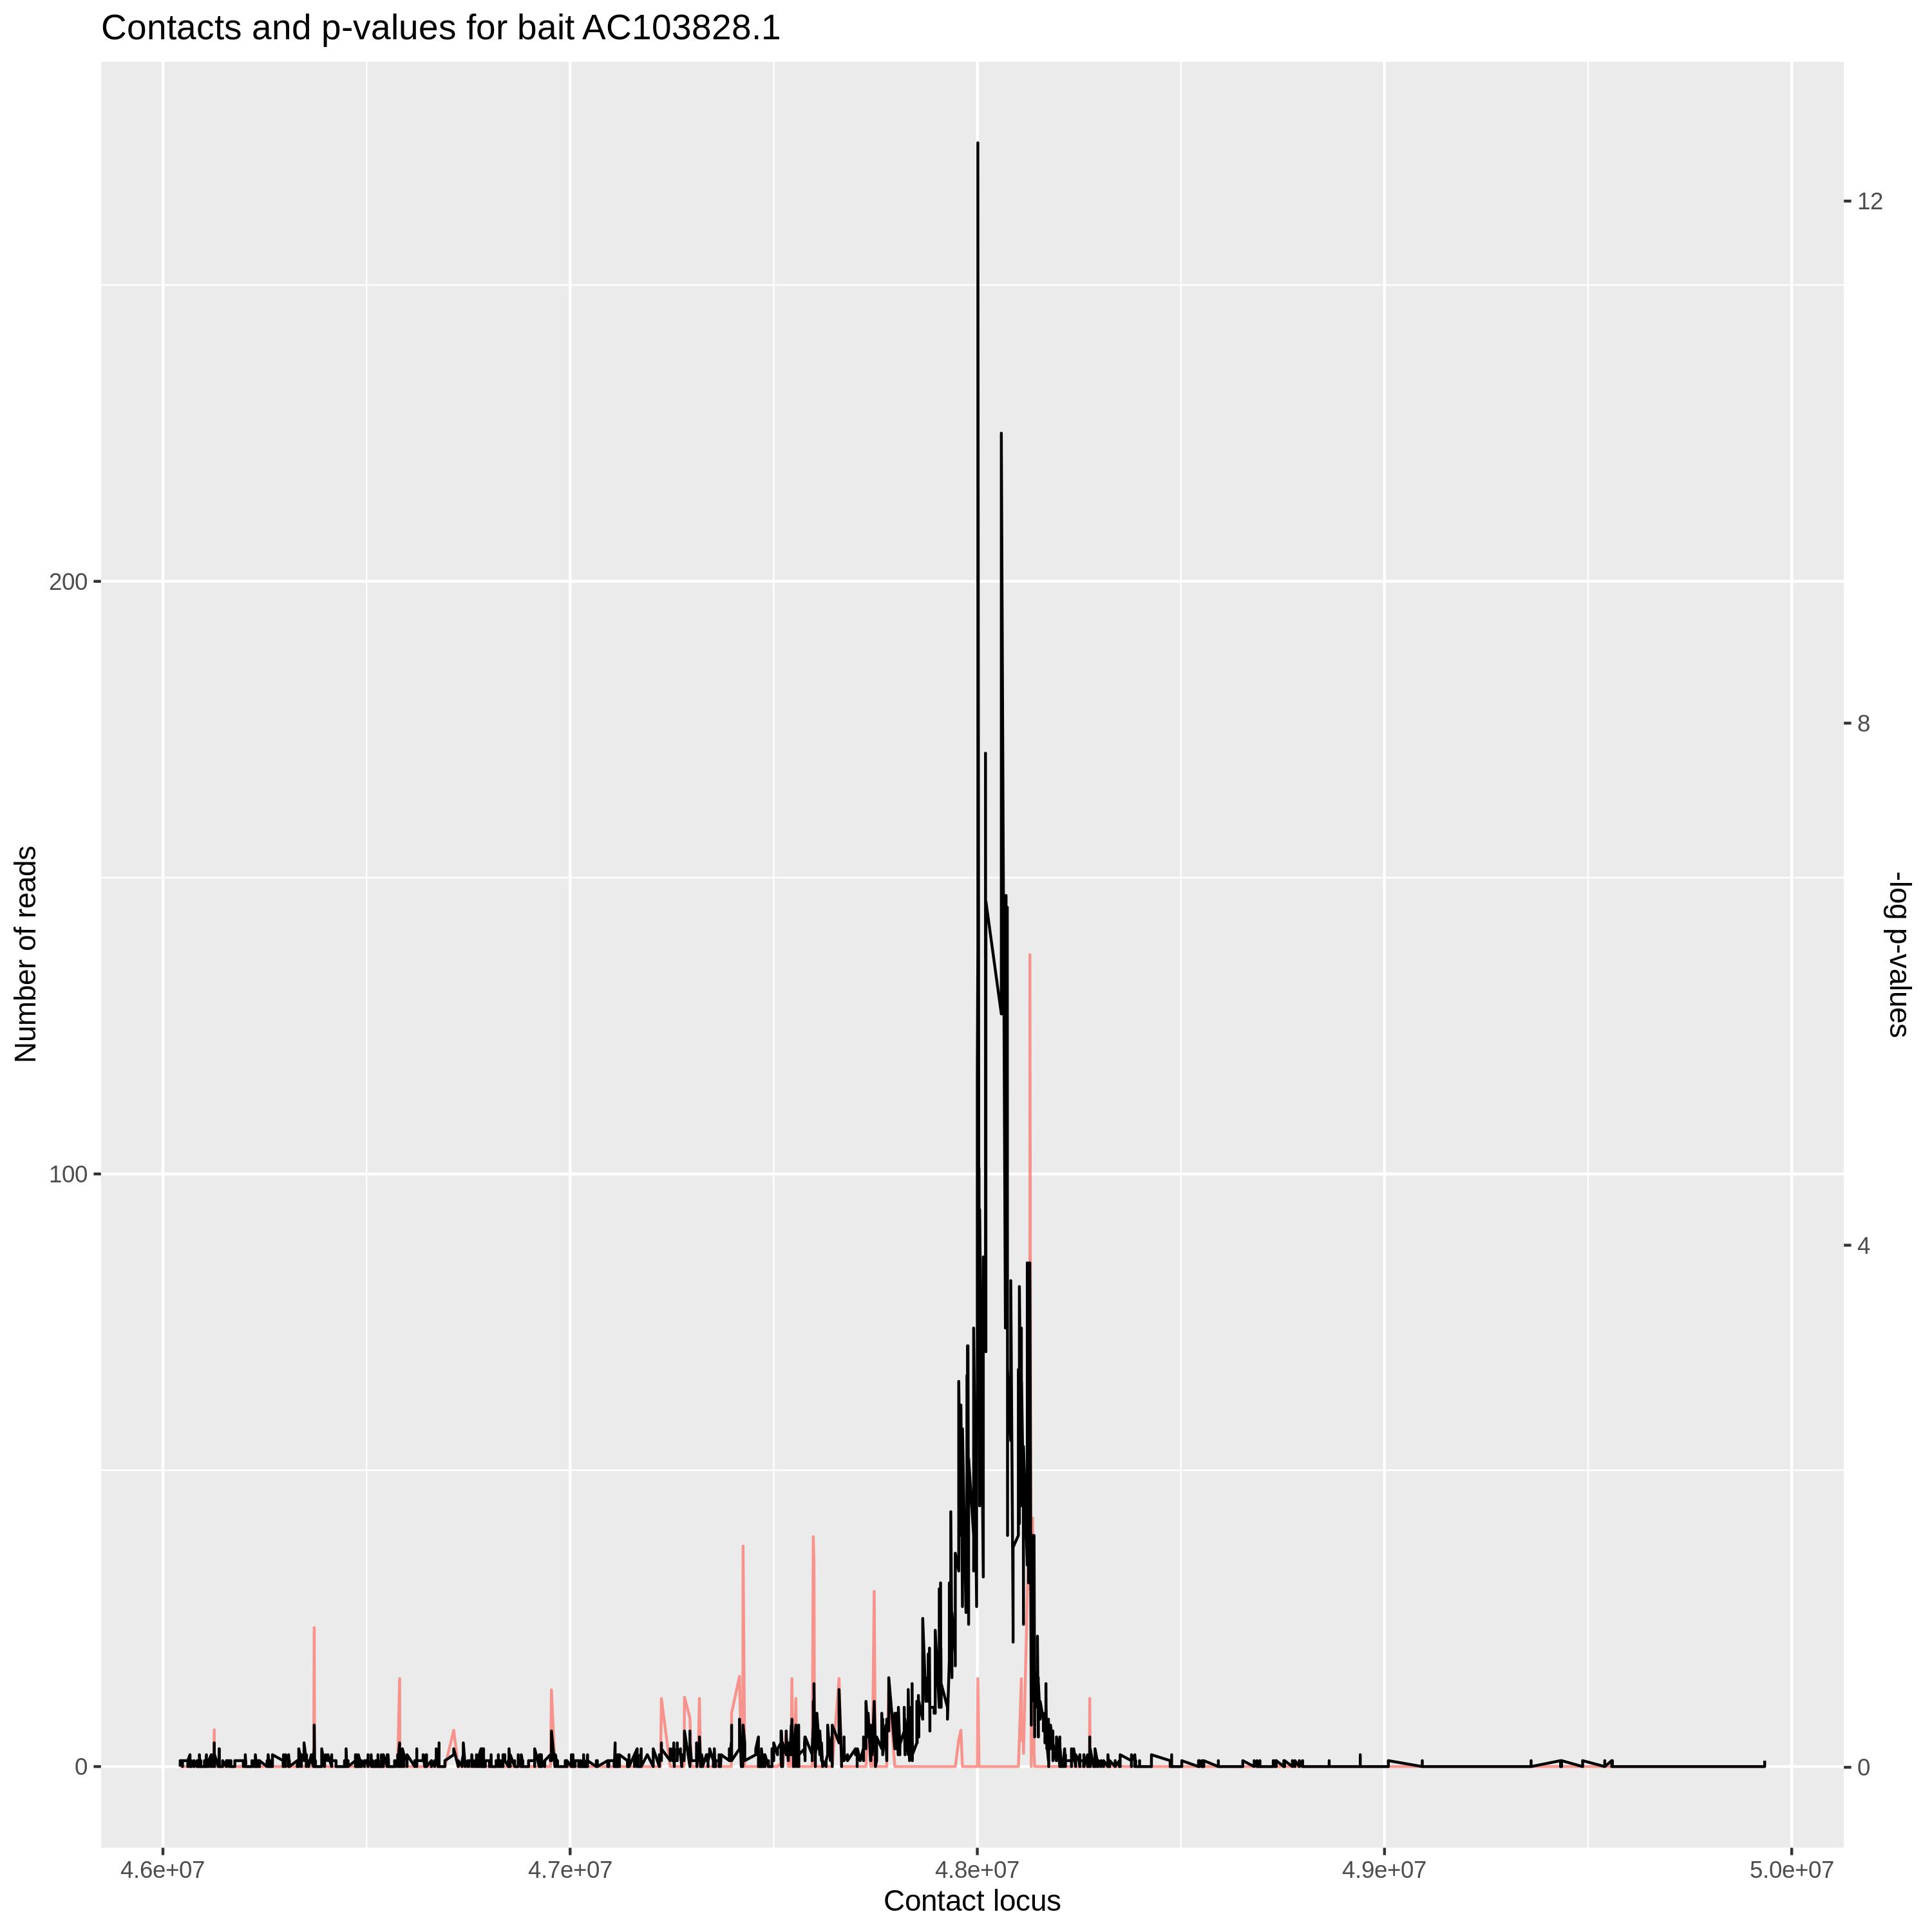 Contacts and p-values for bait AC103828.1
Number of reads
200
100
0
12
8
4
0
-log p-values
4.6e+07 4.7e+07 4.8e+07 4.9e+07 5.0e+07
Contact locus